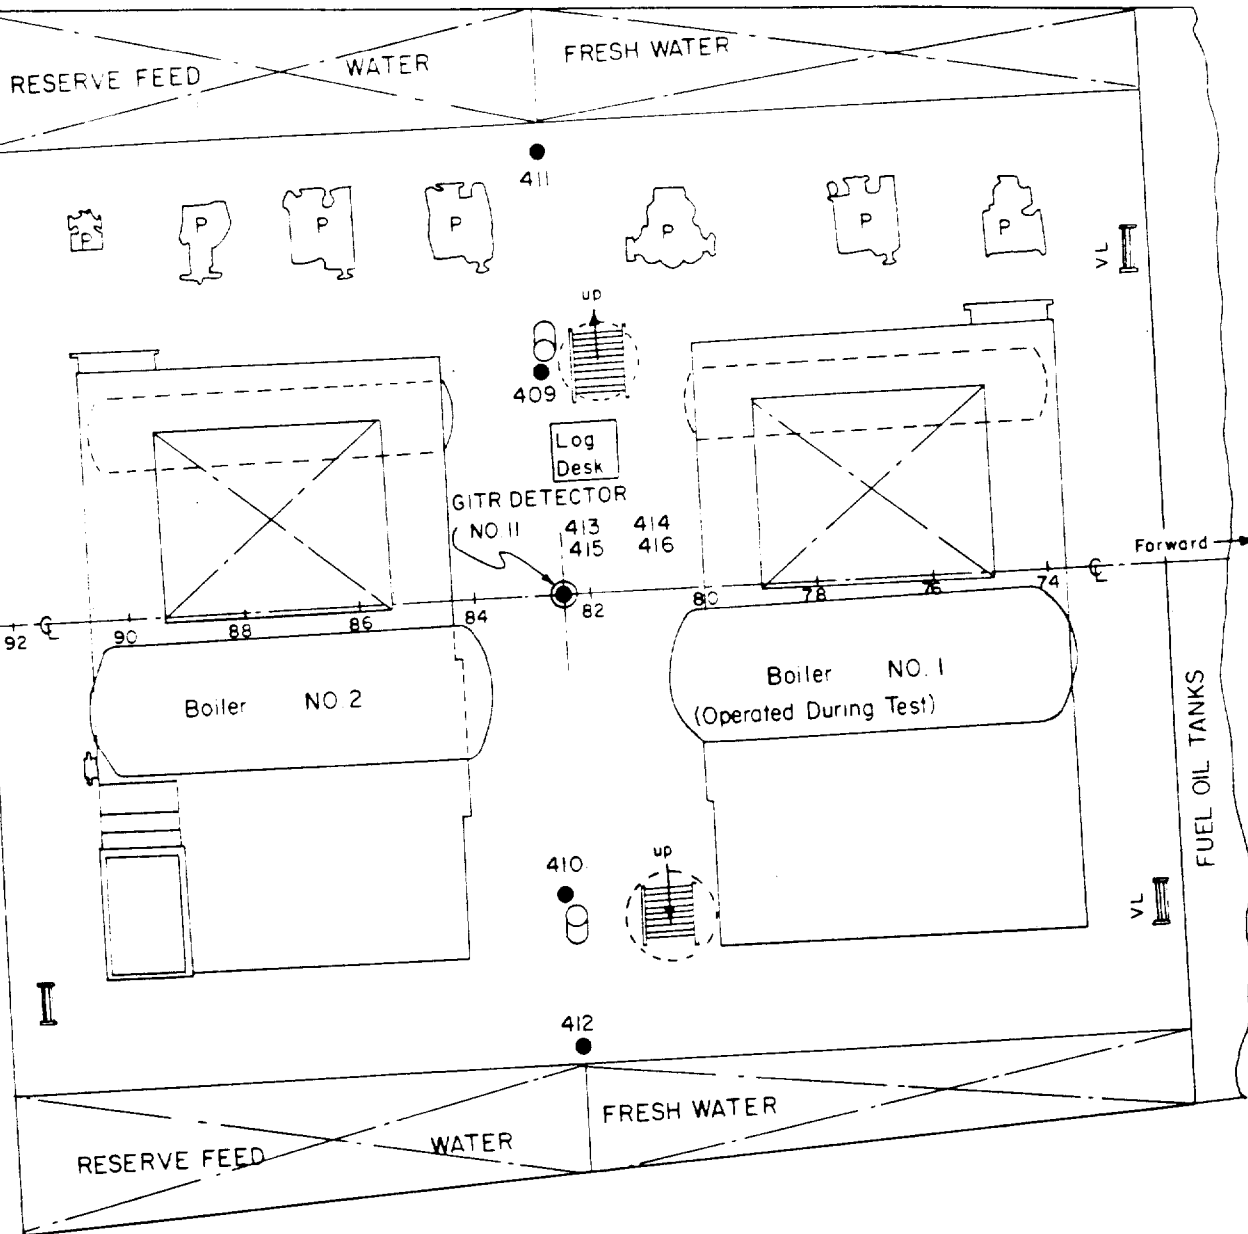 RESERVE FEED WATER FRESH WATER
411
P P P P P P P
VL
up
409
Log
Desk
GITR DETECTOR
NO 11 413 414
415 416
Forward
92 ℄ 90 88 86 84 82 80 78 76 74 ℄
Boiler NO. 2
Boiler NO. 1
(Operated During Test)
FUEL OIL TANKS
410
up
VL
412
RESERVE FEED WATER FRESH WATER